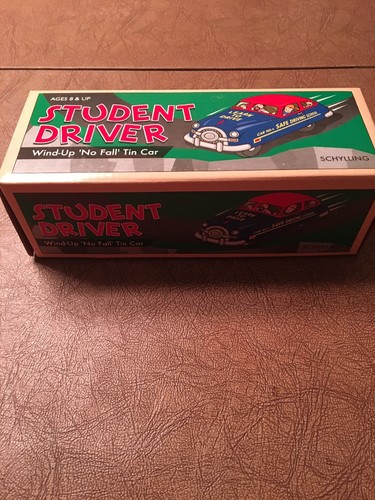 AGES 8 & UP
STUDENT
DRIVER
Wind-Up 'No Fall' Tin Car
SAFE DRIVING SCHOOL
SCHYLLING
STUDENT
DRIVER
Wind-Up 'No Fall' Tin Car